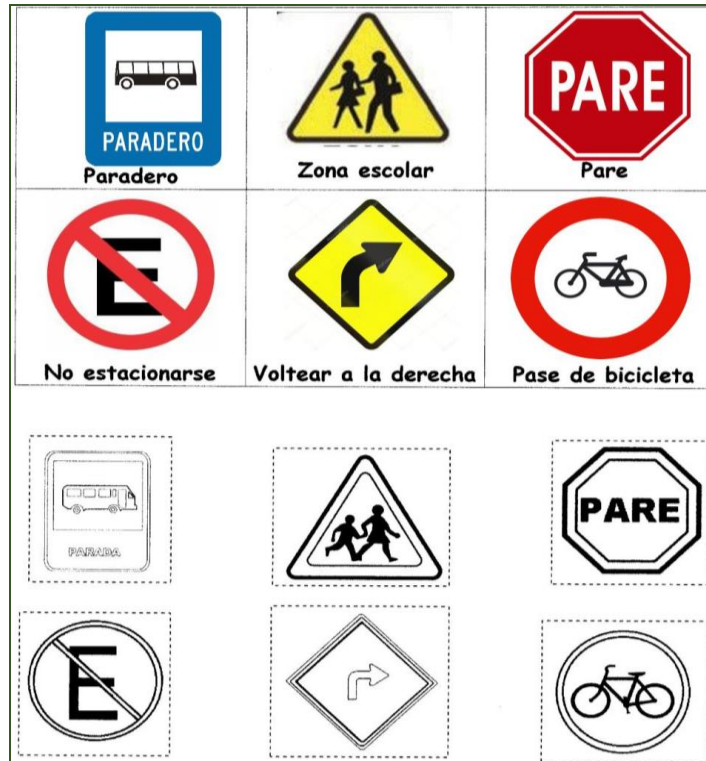 PARADERO
Paradero
Zona escolar
PARE
Pare
E
No estacionarse
Voltear a la derecha
Pase de bicicleta
PARADA
PARE
E